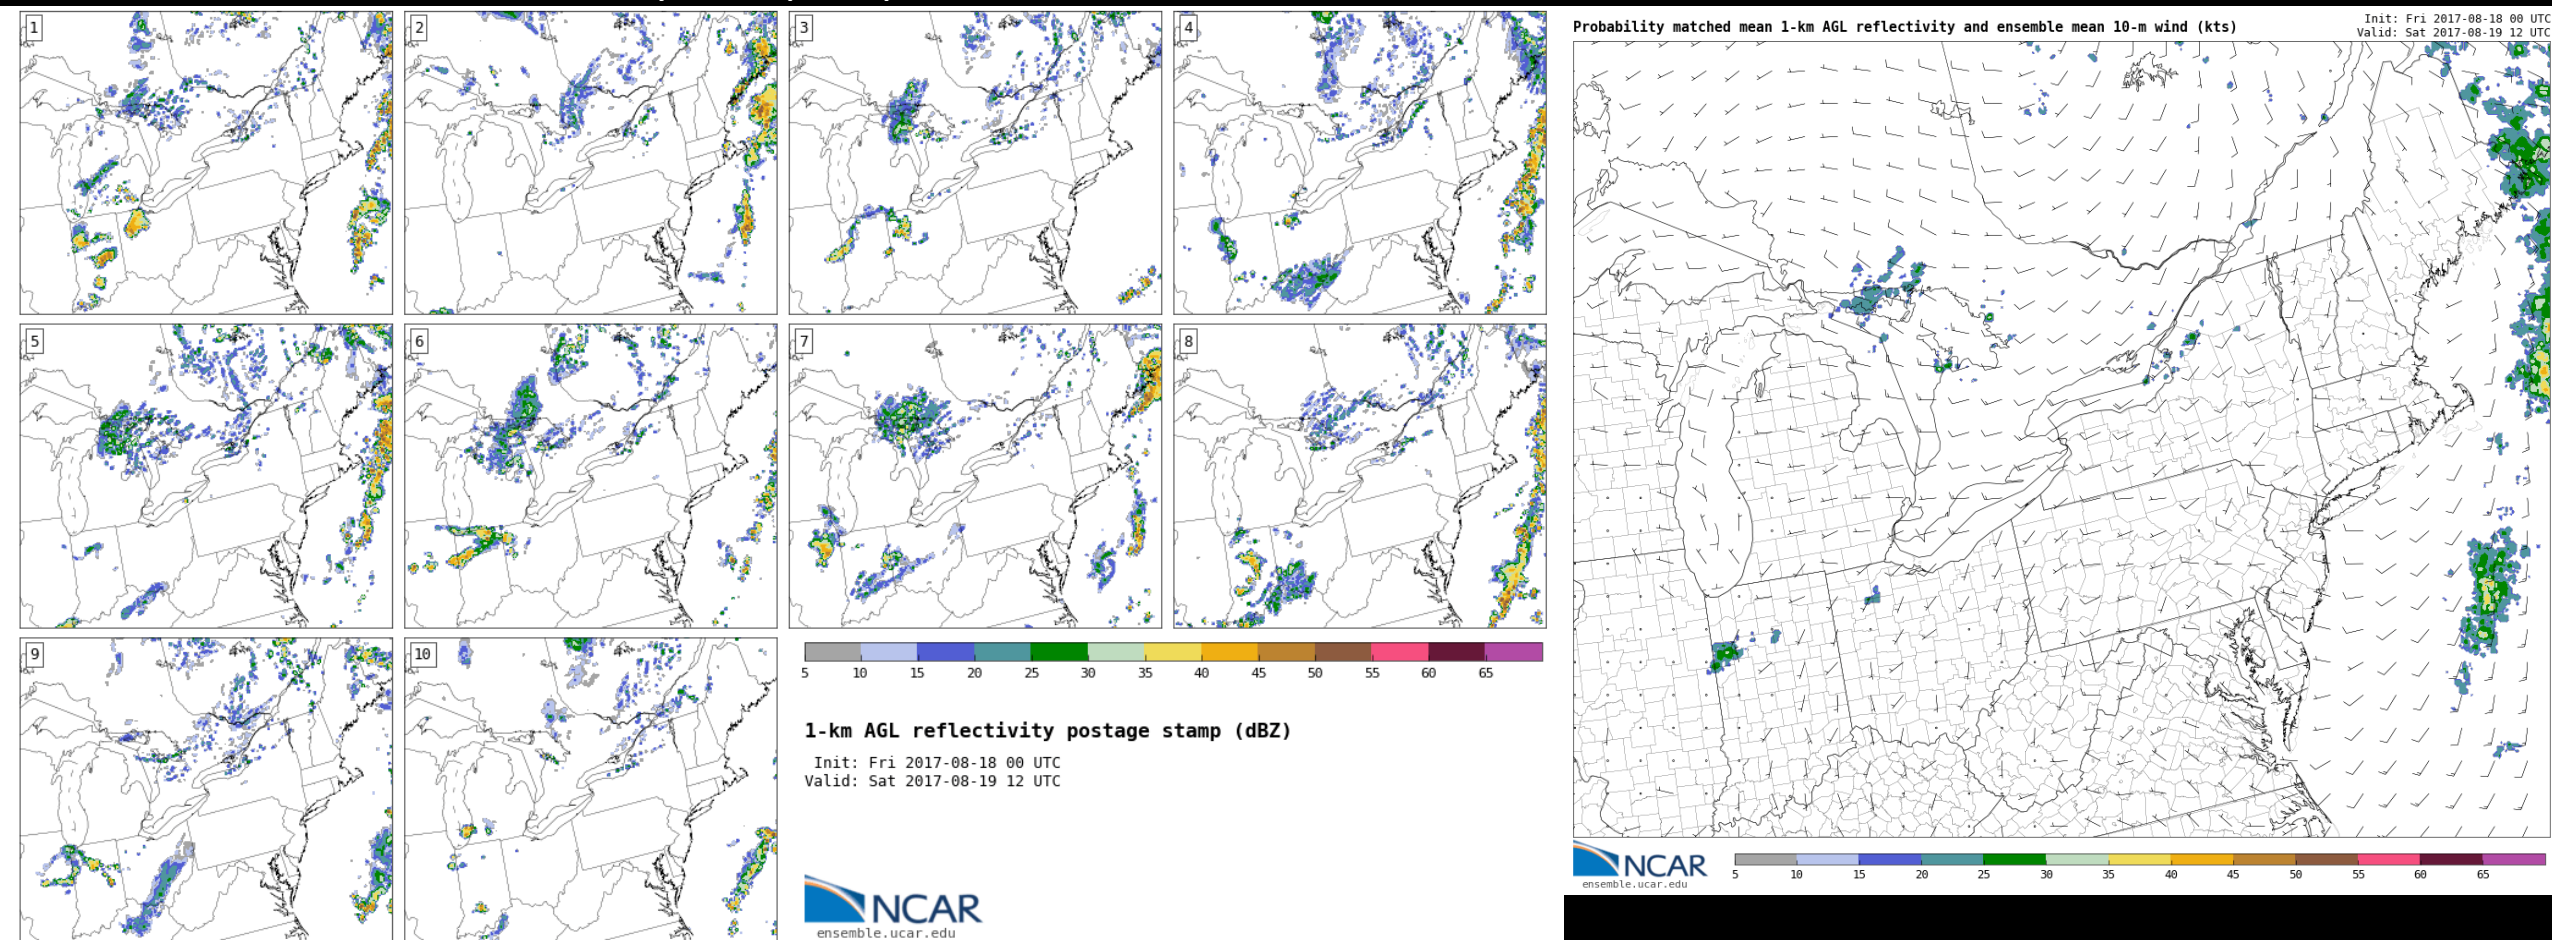 1
2
3
4
5
6
7
8
9
10
5 10 15 20 25 30 35 40 45 50 55 60 65
1-km AGL reflectivity postage stamp (dBZ)
Init: Fri 2017-08-18 00 UTC
Valid: Sat 2017-08-19 12 UTC
NCAR
ensemble.ucar.edu
Probability matched mean 1-km AGL reflectivity and ensemble mean 10-m wind (kts)
Init: Fri 2017-08-18 00 UTC
Valid: Sat 2017-08-19 12 UTC
NCAR
ensemble.ucar.edu
5 10 15 20 25 30 35 40 45 50 55 60 65